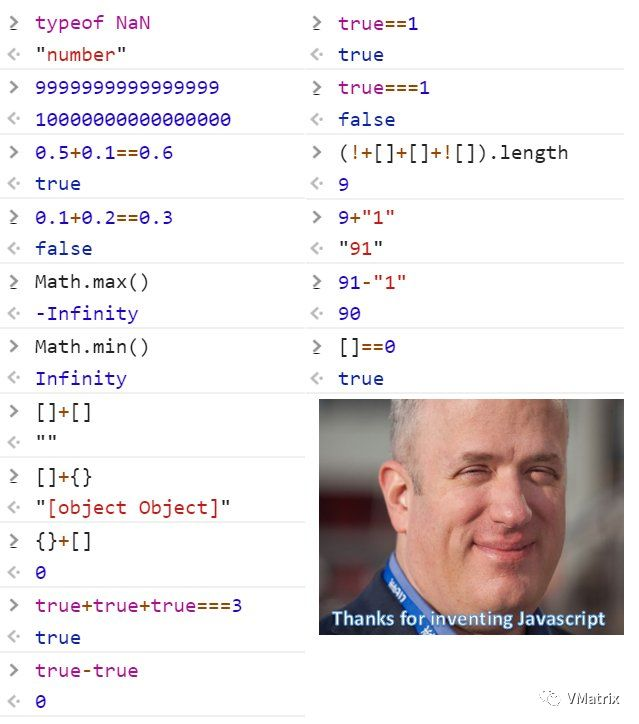 typeof NaN
"number"
9999999999999999
10000000000000000
0.5+0.1==0.6
true
0.1+0.2==0.3
false
Math.max()
-Infinity
Math.min()
Infinity
[]+[]
""
[]+{}
"[object Object]"
{}+[]
0
true+true+true===3
true
true-true
0
true==1
true
true===1
false
(!+[]+[]+![]).length
9
9+"1"
"91"
91-"1"
90
[]==0
true
Thanks for inventing Javascript
VMatrix